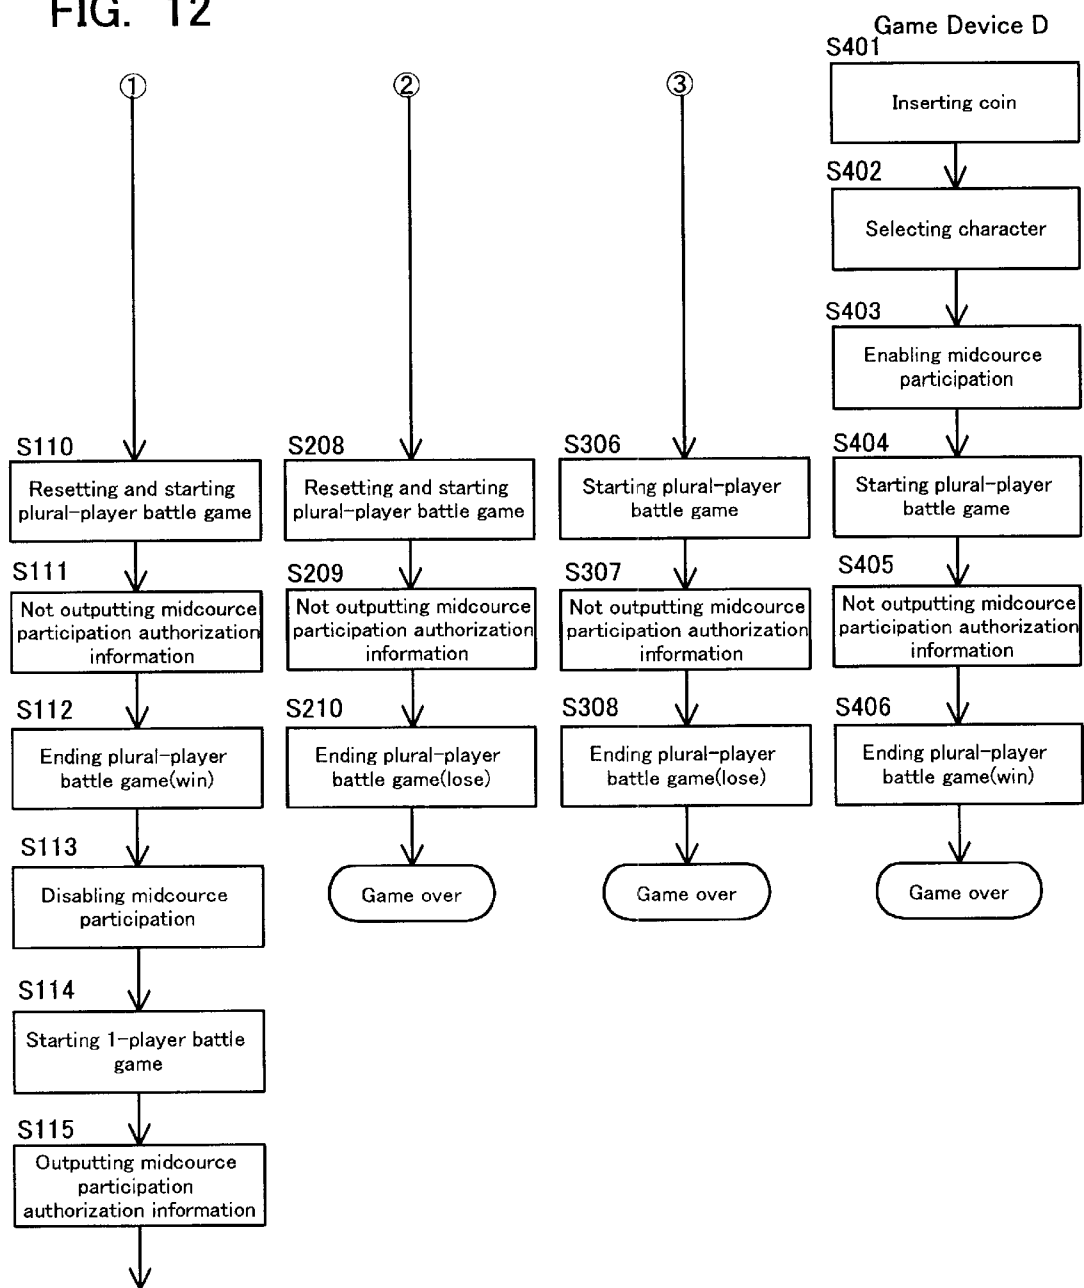 FIG. 12
Game Device D
①
②
③
S401
Inserting coin
S402
Selecting character
S403
Enabling midcource
participation
S110
Resetting and starting
plural-player battle game
S208
Resetting and starting
plural-player battle game
S306
Starting plural-player
battle game
S404
Starting plural-player
battle game
S111
Not outputting midcource
participation authorization
information
S209
Not outputting midcource
participation authorization
information
S307
Not outputting midcource
participation authorization
information
S405
Not outputting midcource
participation authorization
information
S112
Ending plural-player
battle game(win)
S210
Ending plural-player
battle game(lose)
S308
Ending plural-player
battle game(lose)
S406
Ending plural-player
battle game(win)
S113
Disabling midcource
participation
Game over
Game over
Game over
S114
Starting 1-player battle
game
S115
Outputting midcource
participation
authorization information